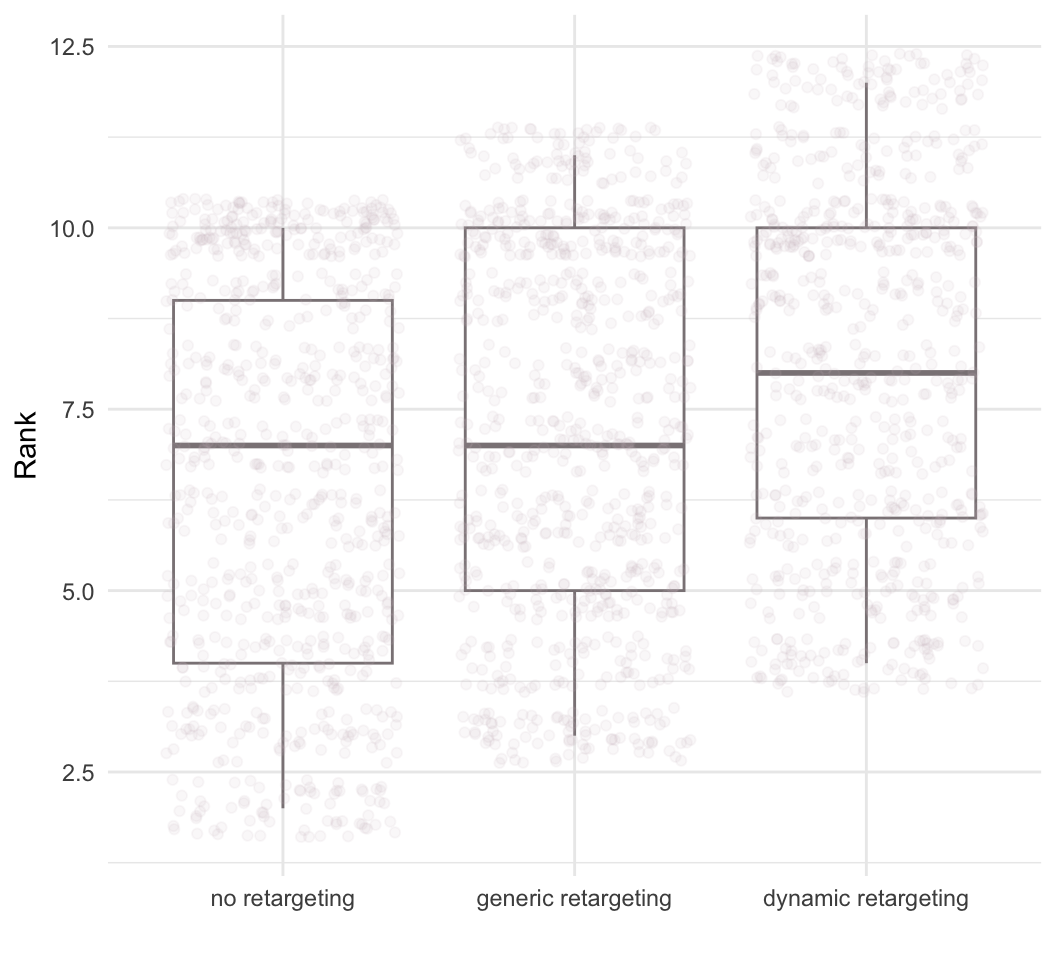 Rank
12.5
10.0
7.5
5.0
2.5
no retargeting
generic retargeting
dynamic retargeting